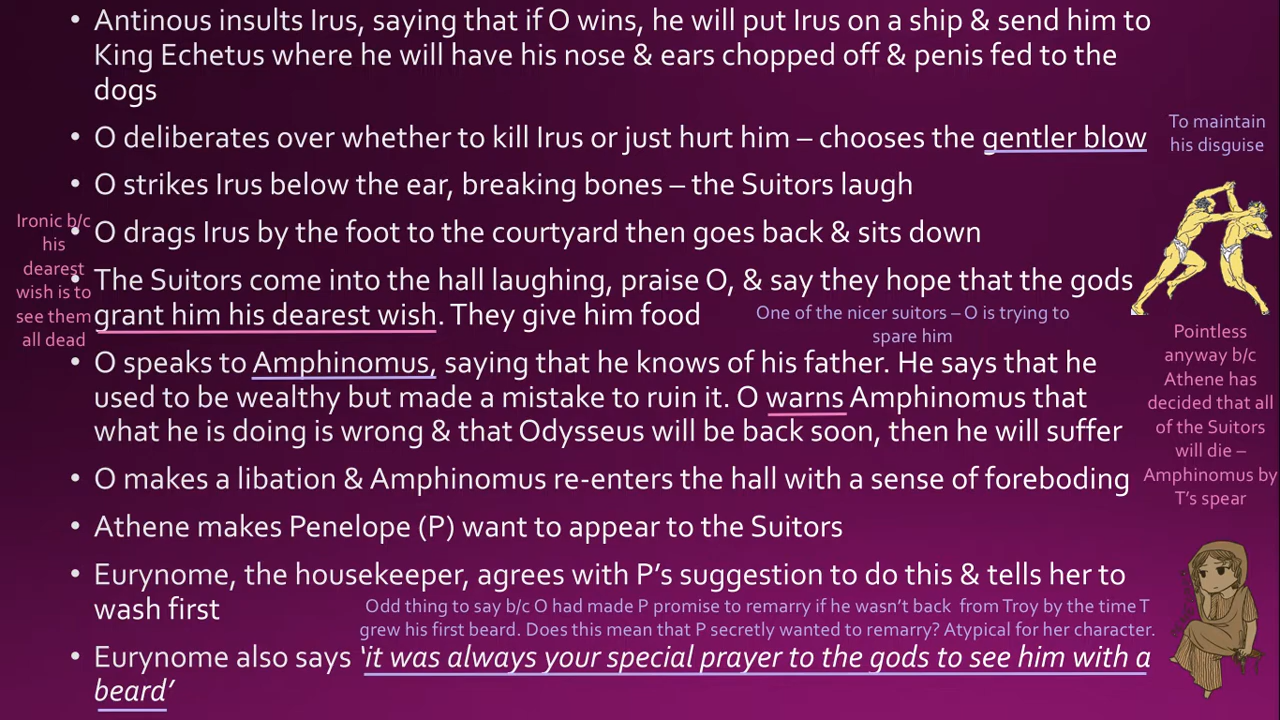 • Antinous insults Irus, saying that if O wins, he will put Irus on a ship & send him to
King Echetus where he will have his nose & ears chopped off & penis fed to the
dogs
• O deliberates over whether to kill Irus or just hurt him – chooses the gentler blow
To maintain
his disguise
• O strikes Irus below the ear, breaking bones – the Suitors laugh
• O drags Irus by the foot to the courtyard then goes back & sits down
Ironic b/c
his
dearest
wish is to
see them
all dead
• The Suitors come into the hall laughing, praise O, & say they hope that the gods
grant him his dearest wish. They give him food
One of the nicer suitors – O is trying to
spare him
• O speaks to Amphinomus, saying that he knows of his father. He says that he
used to be wealthy but made a mistake to ruin it. O warns Amphinomus that
what he is doing is wrong & that Odysseus will be back soon, then he will suffer
Pointless
anyway b/c
Athene has
decided that all
of the Suitors
will die –
Amphinomus by
T's spear
• O makes a libation & Amphinomus re-enters the hall with a sense of foreboding
• Athene makes Penelope (P) want to appear to the Suitors
• Eurynome, the housekeeper, agrees with P's suggestion to do this & tells her to
wash first
Odd thing to say b/c O had made P promise to remarry if he wasn't back from Troy by the time T
grew his first beard. Does this mean that P secretly wanted to remarry? Atypical for her character.
• Eurynome also says 'it was always your special prayer to the gods to see him with a
beard'